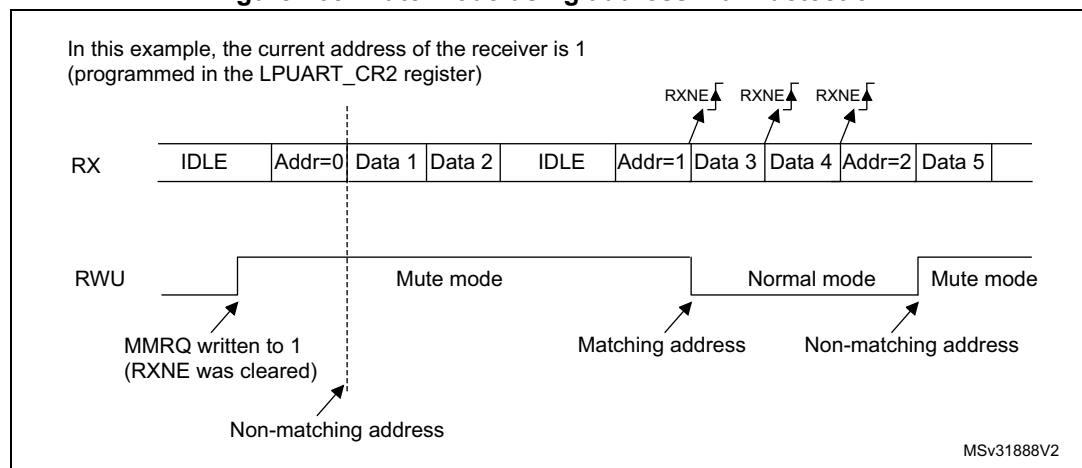 In this example, the current address of the receiver is 1
(programmed in the LPUART_CR2 register)
RXNE RXNE RXNE
RX IDLE Addr=0 Data 1 Data 2 IDLE Addr=1 Data 3 Data 4 Addr=2 Data 5
RWU Mute mode Normal mode Mute mode
MMRQ written to 1 Matching address Non-matching address
(RXNE was cleared)
Non-matching address
MSv31888V2